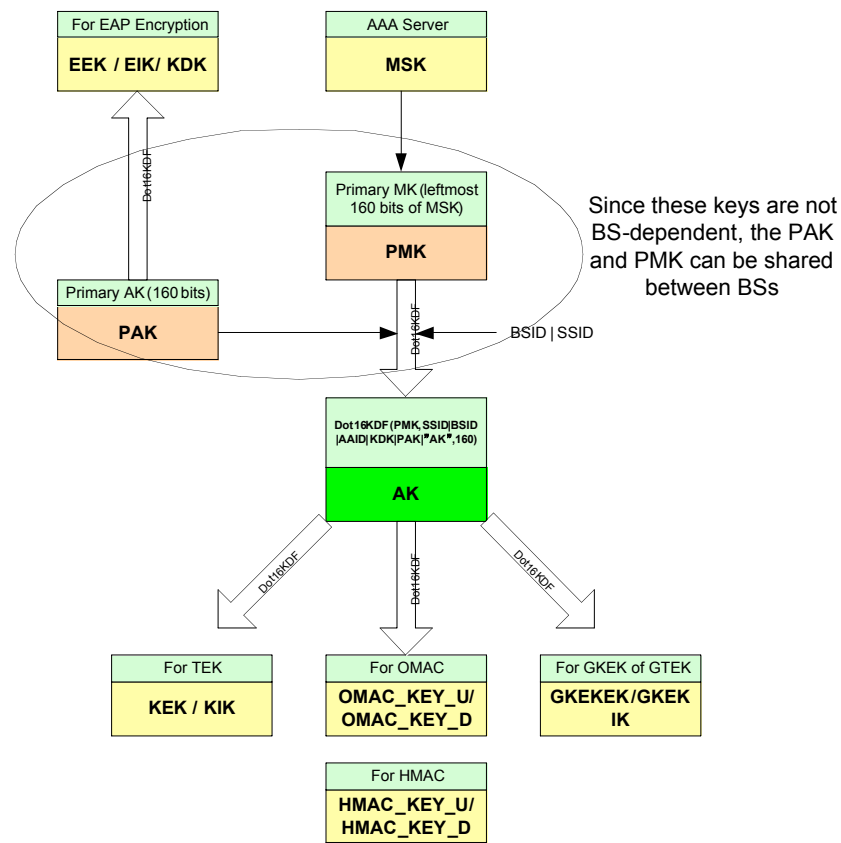 For EAP Encryption
EEK / EIK/ KDK
AAA Server
MSK
Dot16KDF
Primary MK (leftmost
160 bits of MSK)
PMK
Since these keys are not
BS-dependent, the PAK
and PMK can be shared
between BSs
Primary AK (160 bits)
PAK
Dot16KDF
BSID | SSID
Dot16KDF(PMK, SSID|BSID
|AAID|KDK|PAK|"AK",160)
AK
Dot16KDF
Dot16KDF
Dot16KDF
For TEK
KEK / KIK
For OMAC
OMAC_KEY_U/
OMAC_KEY_D
For GKEK of GTEK
GKEKEK/GKEK
IK
For HMAC
HMAC_KEY_U/
HMAC_KEY_D